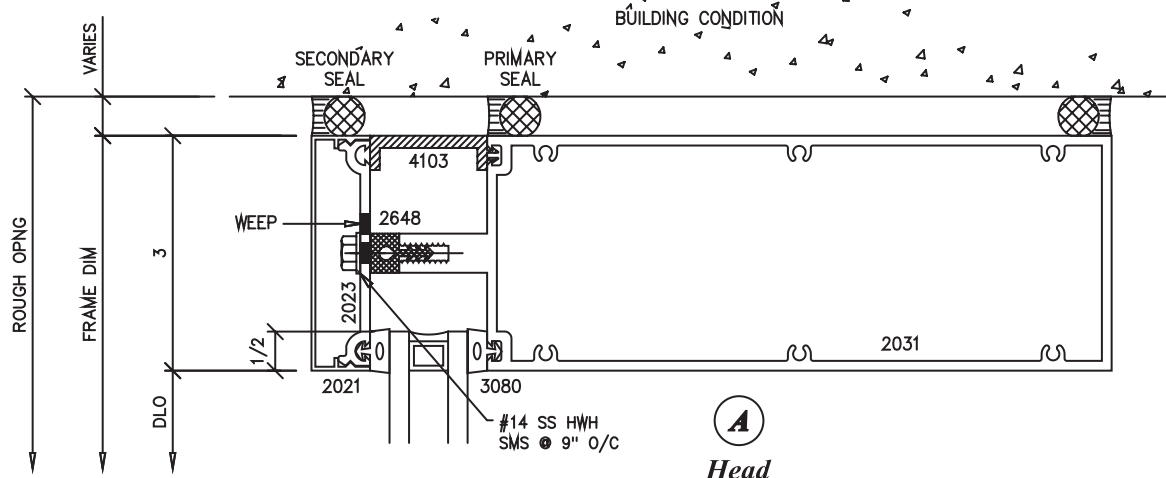 BUILDING CONDITION
VARIES
SECONDARY
SEAL
PRIMARY
SEAL
4103
WEEP
2648
ROUGH OPNG
FRAME DIM
3
2023
1/2
2031
2021
3080
DLO
#14 SS HWH
SMS @ 9" O/C
A
Head